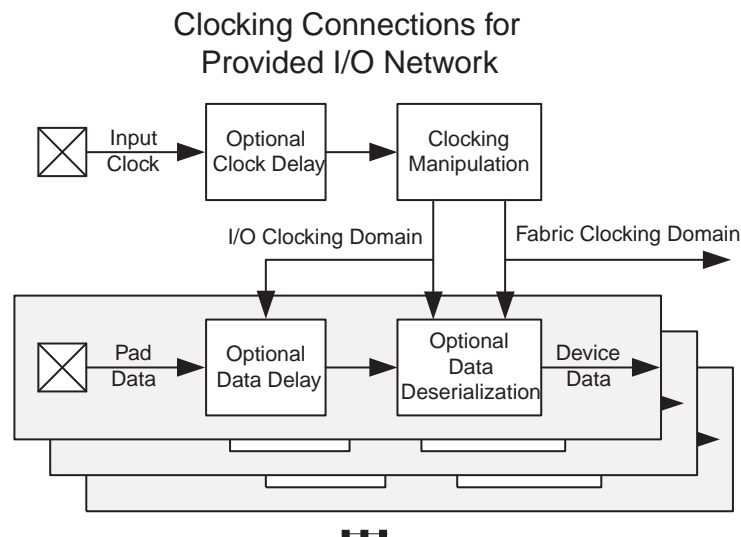 Clocking Connections for
Provided I/O Network
Input
Clock
Optional
Clock Delay
Clocking
Manipulation
I/O Clocking Domain
Fabric Clocking Domain
Pad
Data
Optional
Data Delay
Optional
Data
Deserialization
Device
Data